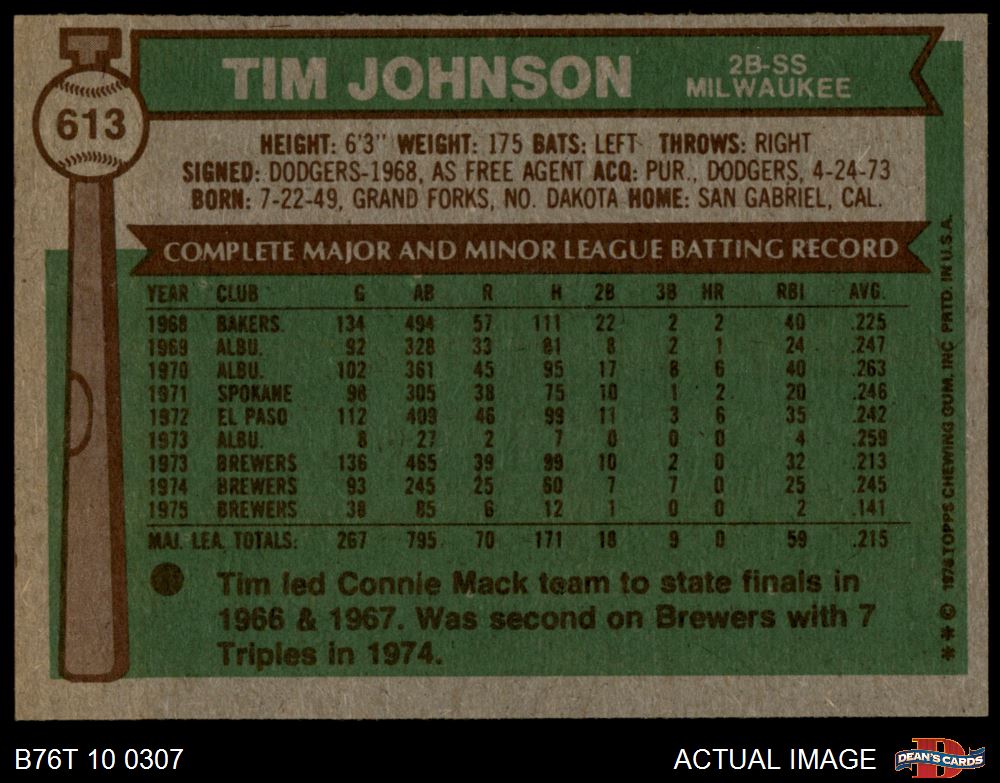 613
TIM JOHNSON 2B-SS
MILWAUKEE
HEIGHT: 6'3" WEIGHT: 175 BATS: LEFT THROWS: RIGHT
SIGNED: DODGERS-1968, AS FREE AGENT ACQ: PUR., DODGERS, 4-24-73
BORN: 7-22-49, GRAND FORKS, NO. DAKOTA HOME: SAN GABRIEL, CAL.
COMPLETE MAJOR AND MINOR LEAGUE BATTING RECORD
YEAR CLUB G AB R H 2B 3B HR RBI AVG.
1968 BAKERS. 134 494 57 111 22 2 2 40 .225
1969 ALBU. 92 328 33 81 8 2 1 24 .247
1970 ALBU. 102 361 45 95 17 8 6 40 .263
1971 SPOKANE 98 305 38 75 10 1 2 20 .246
1972 EL PASO 112 409 46 99 11 3 6 35 .242
1973 ALBU. 8 27 2 7 0 0 0 4 .259
1973 BREWERS 136 465 39 99 10 2 0 32 .213
1974 BREWERS 93 245 25 60 7 7 0 25 .245
1975 BREWERS 38 85 6 12 1 0 0 2 .141
MAJ. LEA. TOTALS: 267 795 70 171 18 9 0 59 .215
Tim led Connie Mack team to state finals in
1966 & 1967. Was second on Brewers with 7
Triples in 1974.
** © 1976 TOPPS CHEWING GUM, INC. PRTD. IN U.S.A.
B76T 10 0307 ACTUAL IMAGE D DEAN'S CARDS